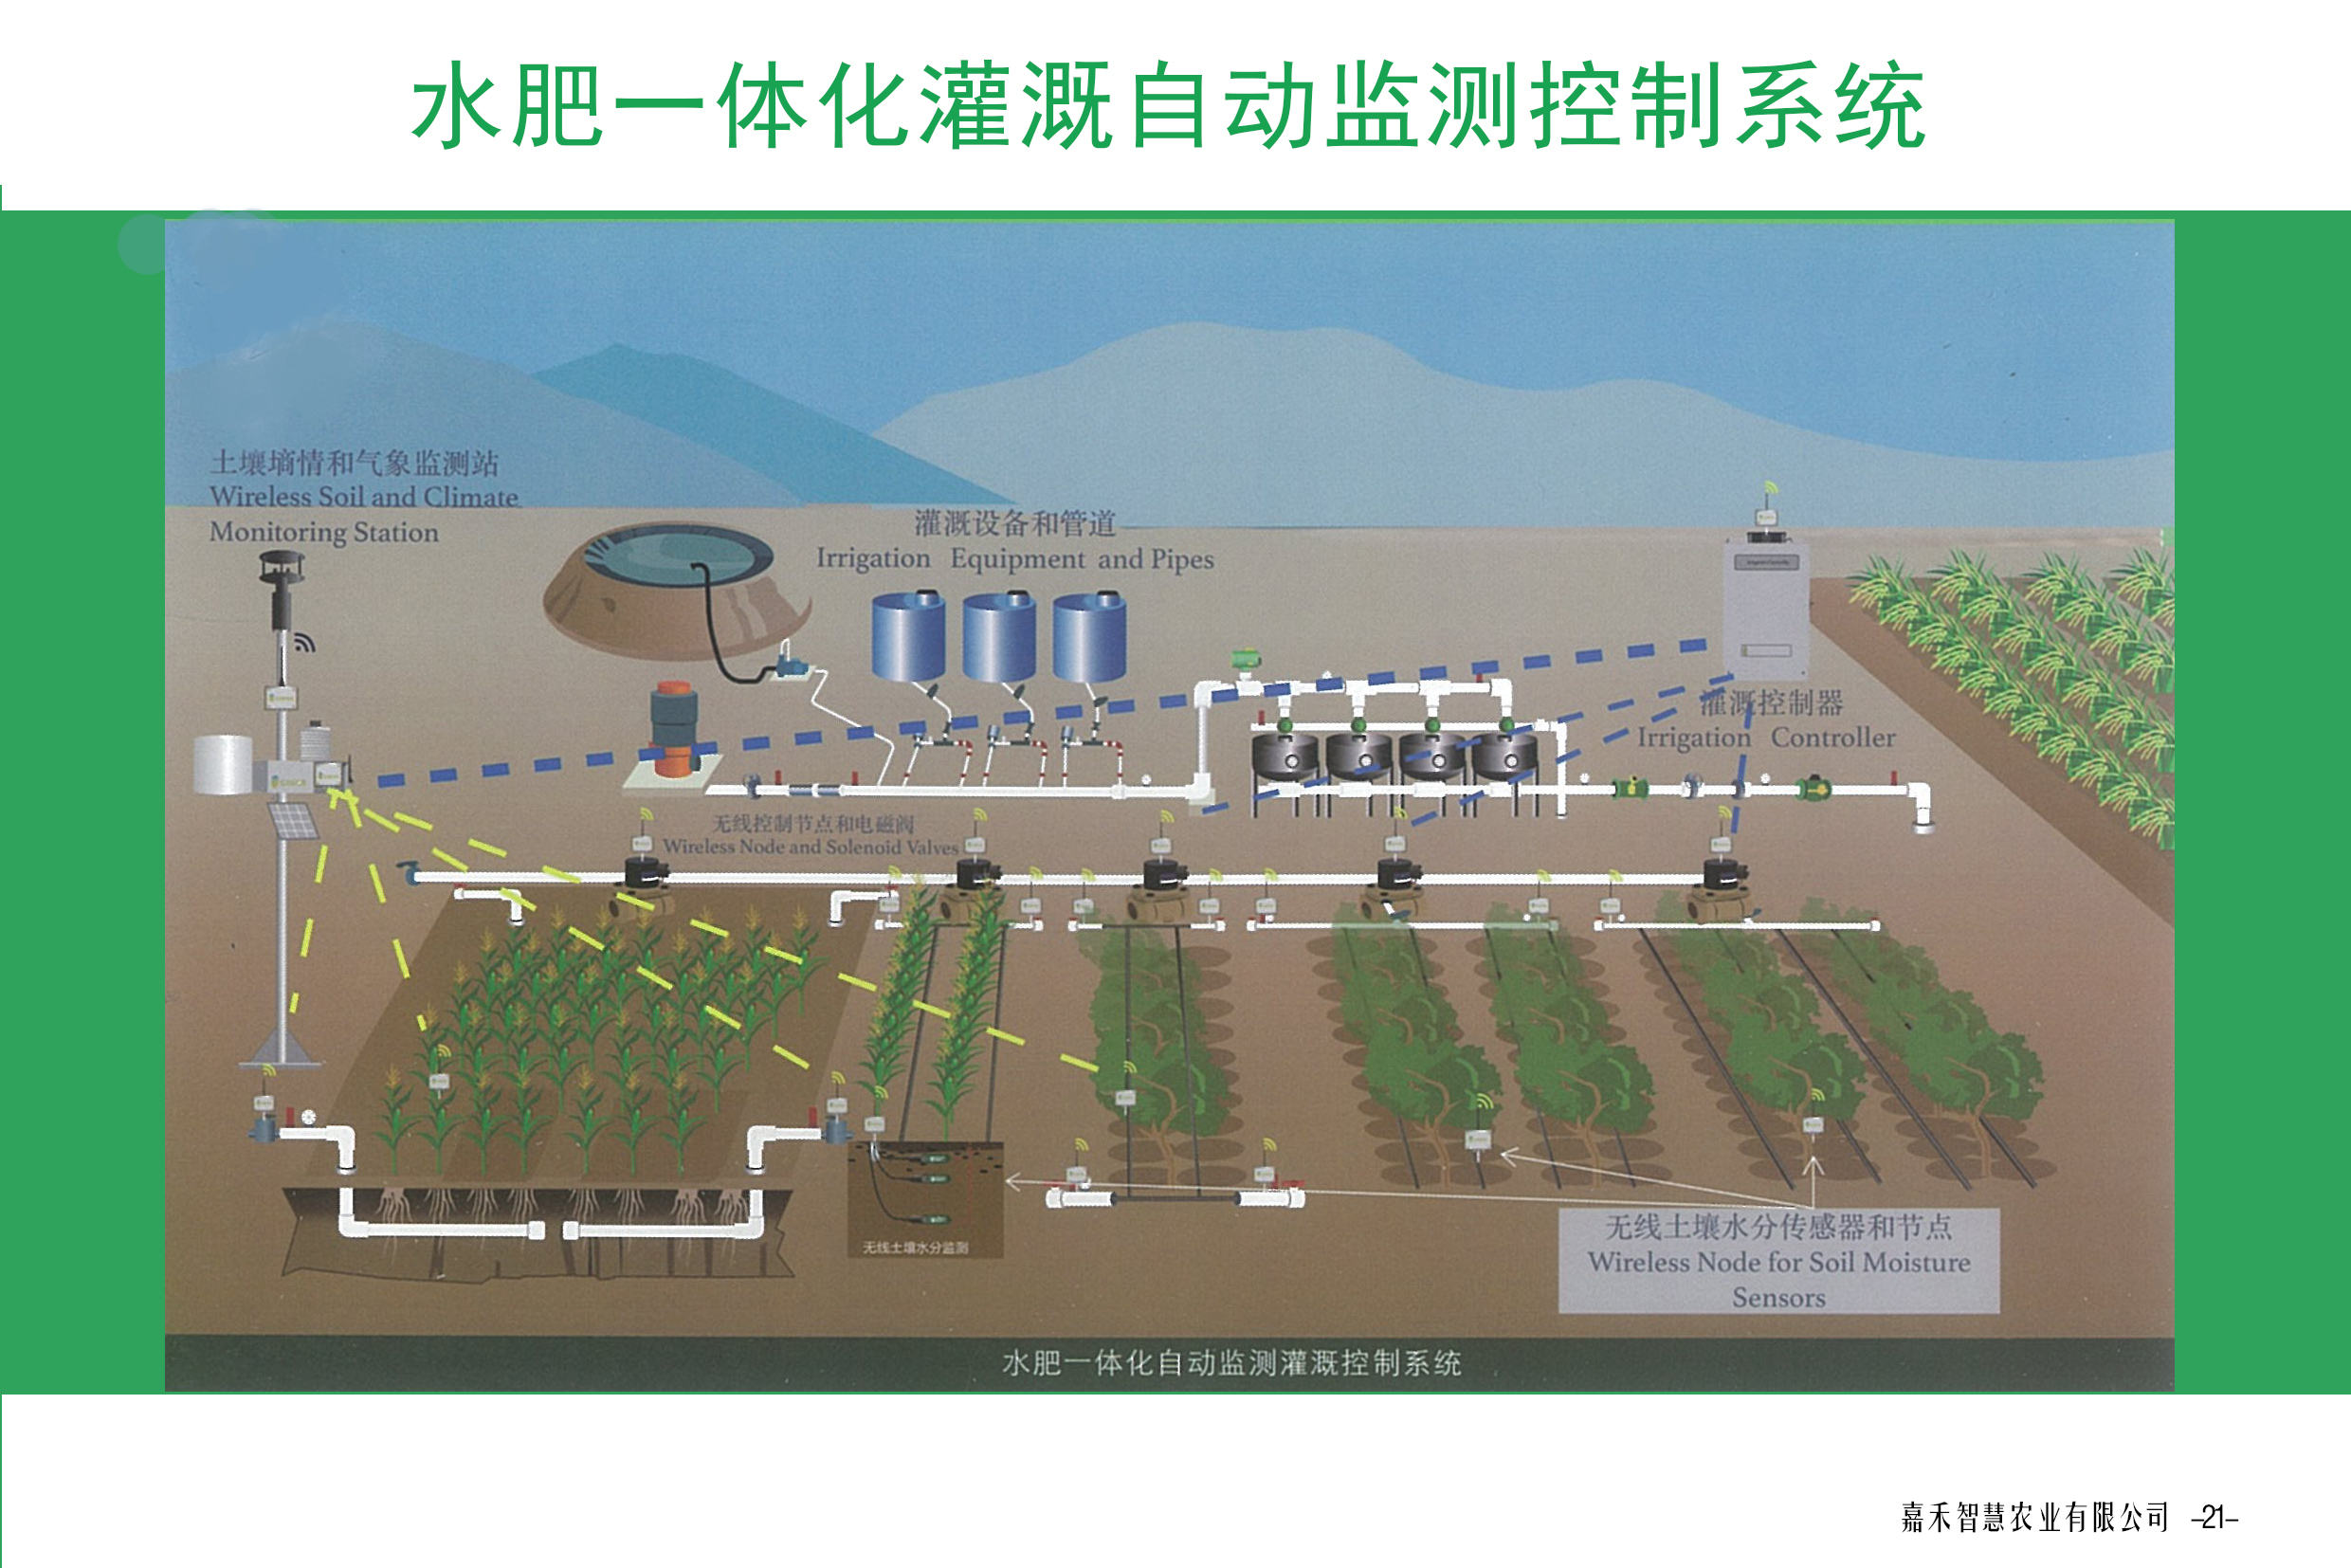 水肥一体化灌溉自动监测控制系统
土壤墒情和气象监测站
Wireless Soil and Climate
Monitoring Station
灌溉设备和管道
Irrigation Equipment and Pipes
灌溉控制器
Irrigation Controller
无线控制节点和电磁阀
Wireless Node and Solenoid Valves
无线土壤水分监测
无线土壤水分传感器和节点
Wireless Node for Soil Moisture
Sensors
水肥一体化自动监测灌溉控制系统
嘉禾智慧农业有限公司 –21–